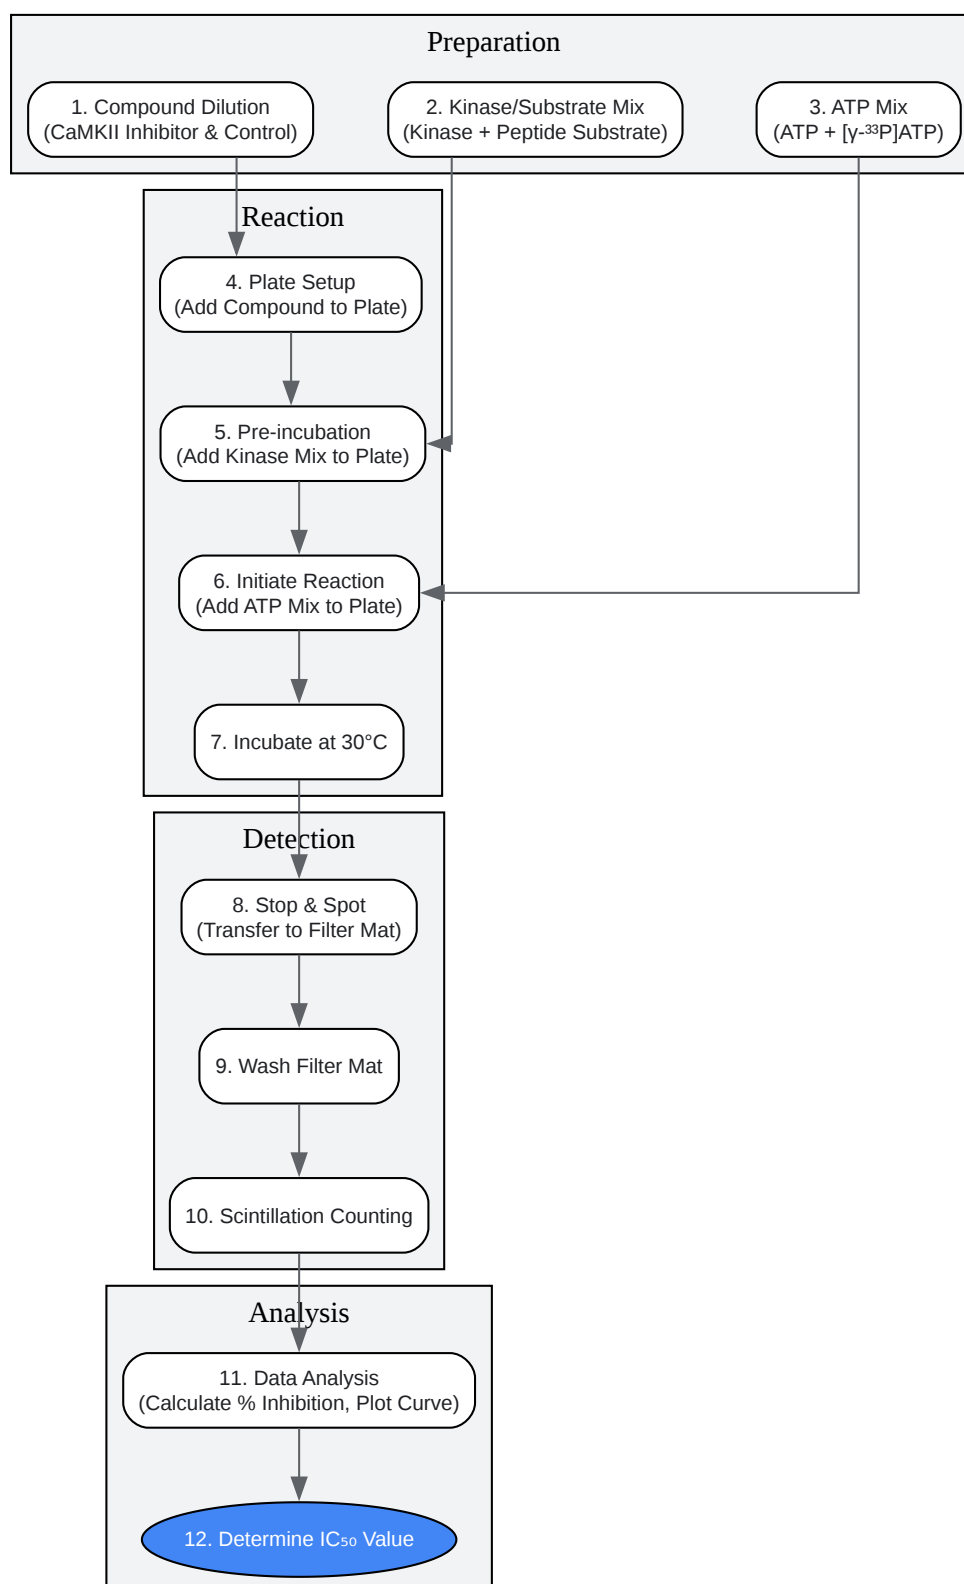 Preparation
1. Compound Dilution
(CaMKII Inhibitor & Control)
2. Kinase/Substrate Mix
(Kinase + Peptide Substrate)
3. ATP Mix
(ATP + [γ-³³P]ATP)
Reaction
4. Plate Setup
(Add Compound to Plate)
5. Pre-incubation
(Add Kinase Mix to Plate)
6. Initiate Reaction
(Add ATP Mix to Plate)
7. Incubate at 30°C
Detection
8. Stop & Spot
(Transfer to Filter Mat)
9. Wash Filter Mat
10. Scintillation Counting
Analysis
11. Data Analysis
(Calculate % Inhibition, Plot Curve)
12. Determine IC₅₀ Value